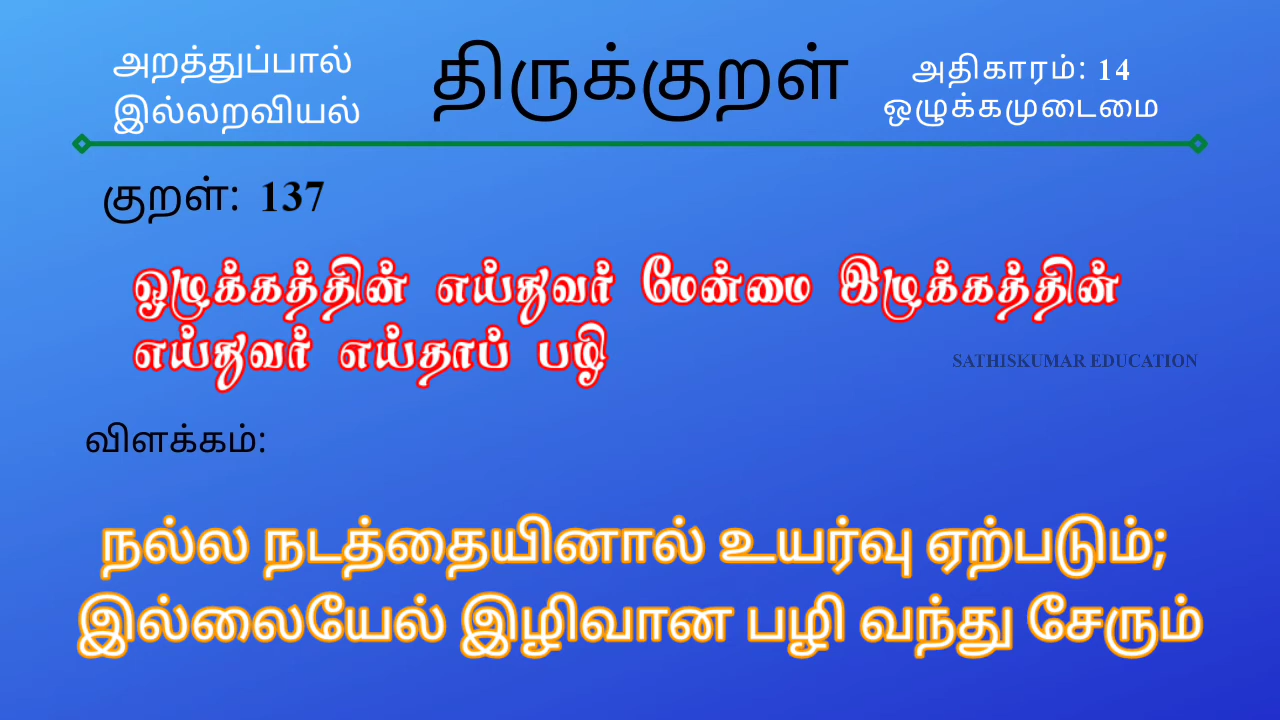 அறத்துப்பால்
இல்லறவியல்
திருக்குறள்
அதிகாரம்: 14
ஒழுக்கமுடைமை
குறள்: 137
ஒழுக்கத்தின் எய்துவர் மேன்மை இழுக்கத்தின்
எய்துவர் எய்தாப் பழி
SATHISKUMAR EDUCATION
விளக்கம்:
நல்ல நடத்தையினால் உயர்வு ஏற்படும்;
இல்லையேல் இழிவான பழி வந்து சேரும்